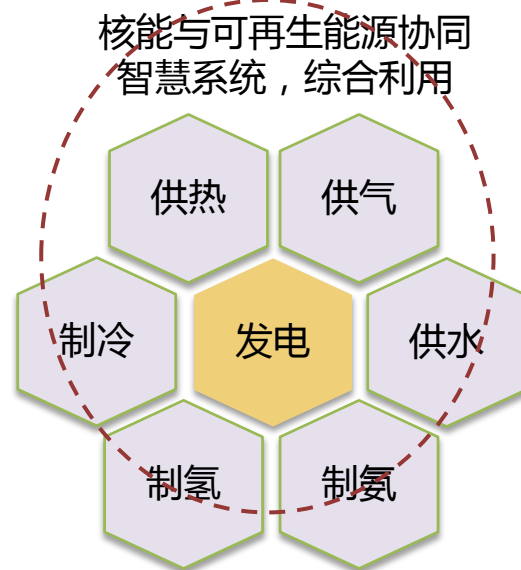 核能与可再生能源协同
智慧系统，综合利用
供热
供气
制冷
发电
供水
制氢
制氨